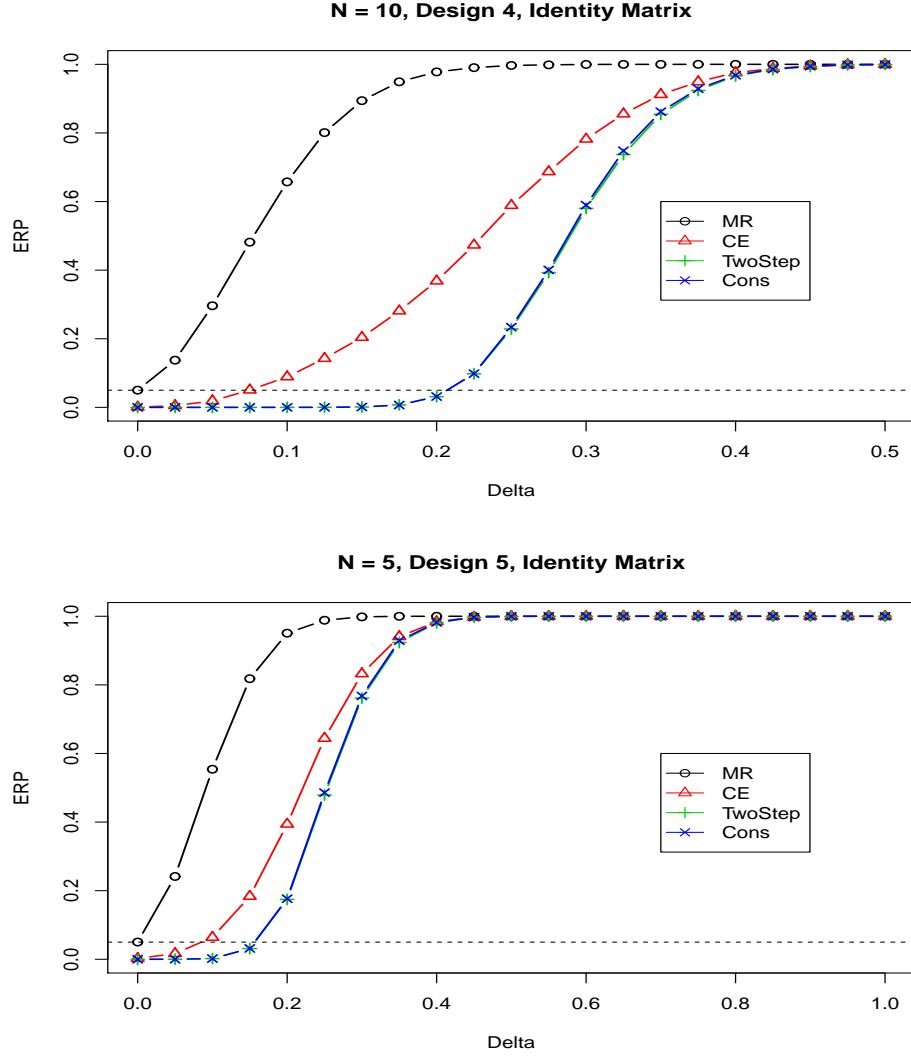 N = 10, Design 4, Identity Matrix
ERP
1.0
0.8
0.6
0.4
0.2
0.0
MR
CE
TwoStep
Cons
0.0 0.1 0.2 0.3 0.4 0.5
Delta
N = 5, Design 5, Identity Matrix
ERP
1.0
0.8
0.6
0.4
0.2
0.0
MR
CE
TwoStep
Cons
0.0 0.2 0.4 0.6 0.8 1.0
Delta